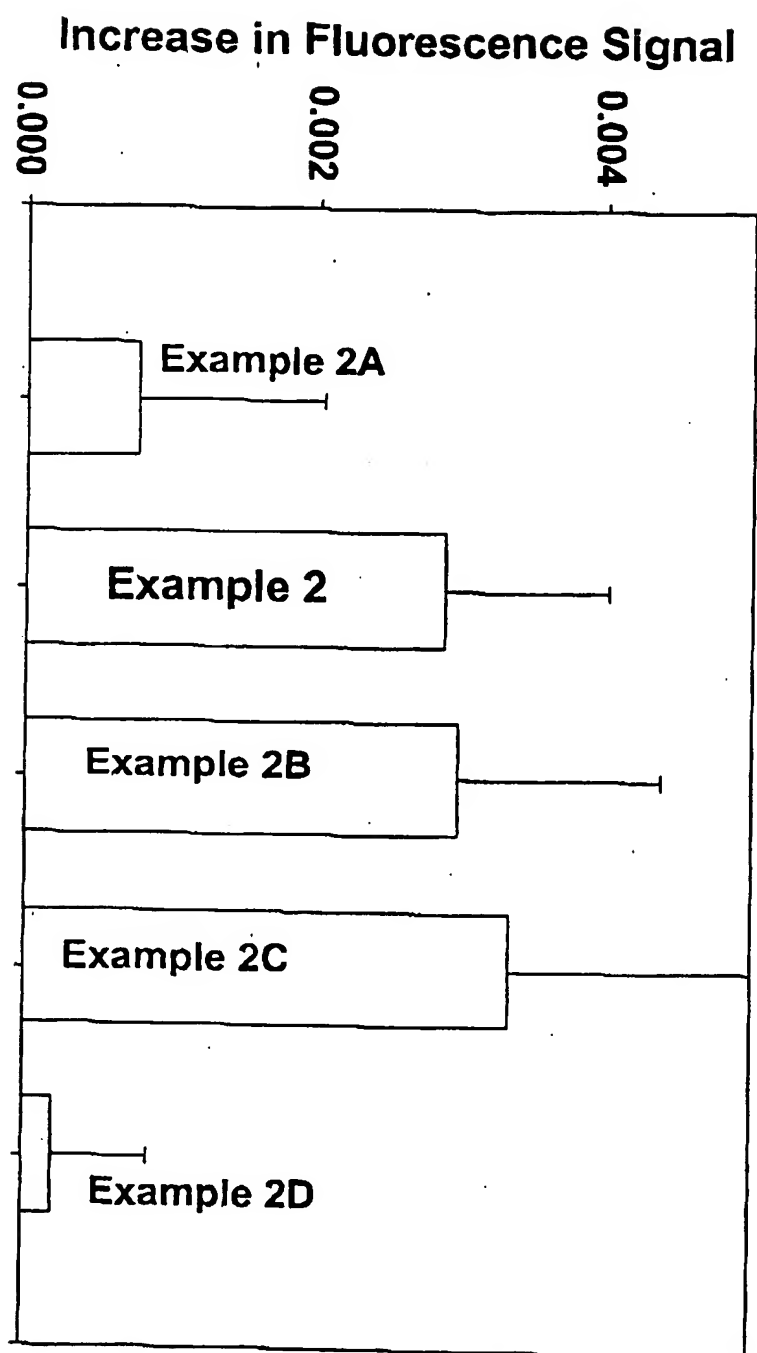 Increase in Fluorescence Signal
0.000
0.002
0.004
Example 2A
Example 2
Example 2B
Example 2C
Example 2D